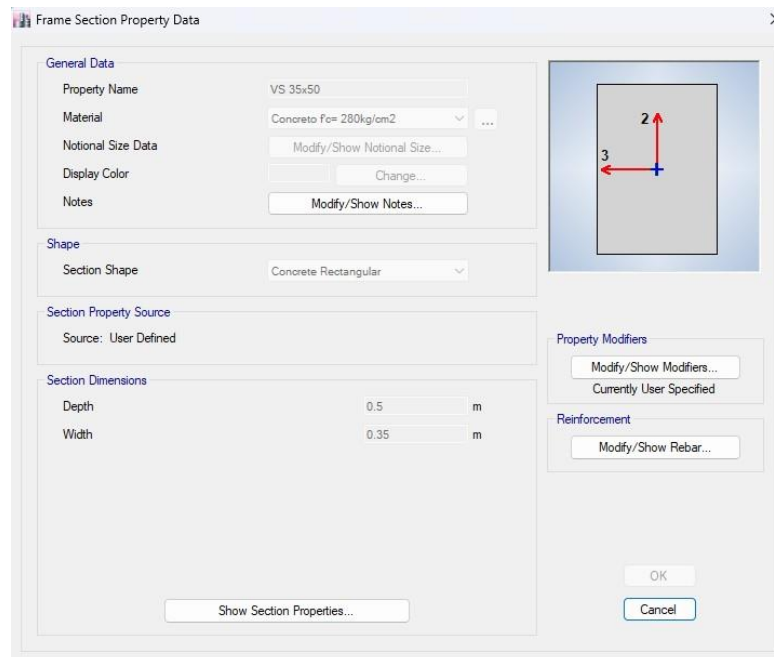 Frame Section Property Data
General Data
Property Name VS 35x50
Material Concreto f'c= 280kg/cm2 ...
Notional Size Data Modify/Show Notional Size...
Display Color Change...
Notes Modify/Show Notes...
Shape
Section Shape Concrete Rectangular
Section Property Source
Source: User Defined
Section Dimensions
Depth 0.5 m
Width 0.35 m
Show Section Properties...
2
3
Property Modifiers
Modify/Show Modifiers...
Currently User Specified
Reinforcement
Modify/Show Rebar...
OK
Cancel